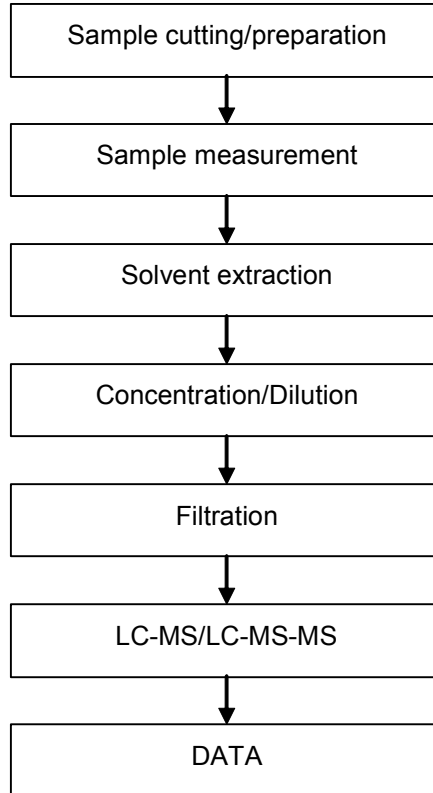 Sample cutting/preparation
Sample measurement
Solvent extraction
Concentration/Dilution
Filtration
LC-MS/LC-MS-MS
DATA